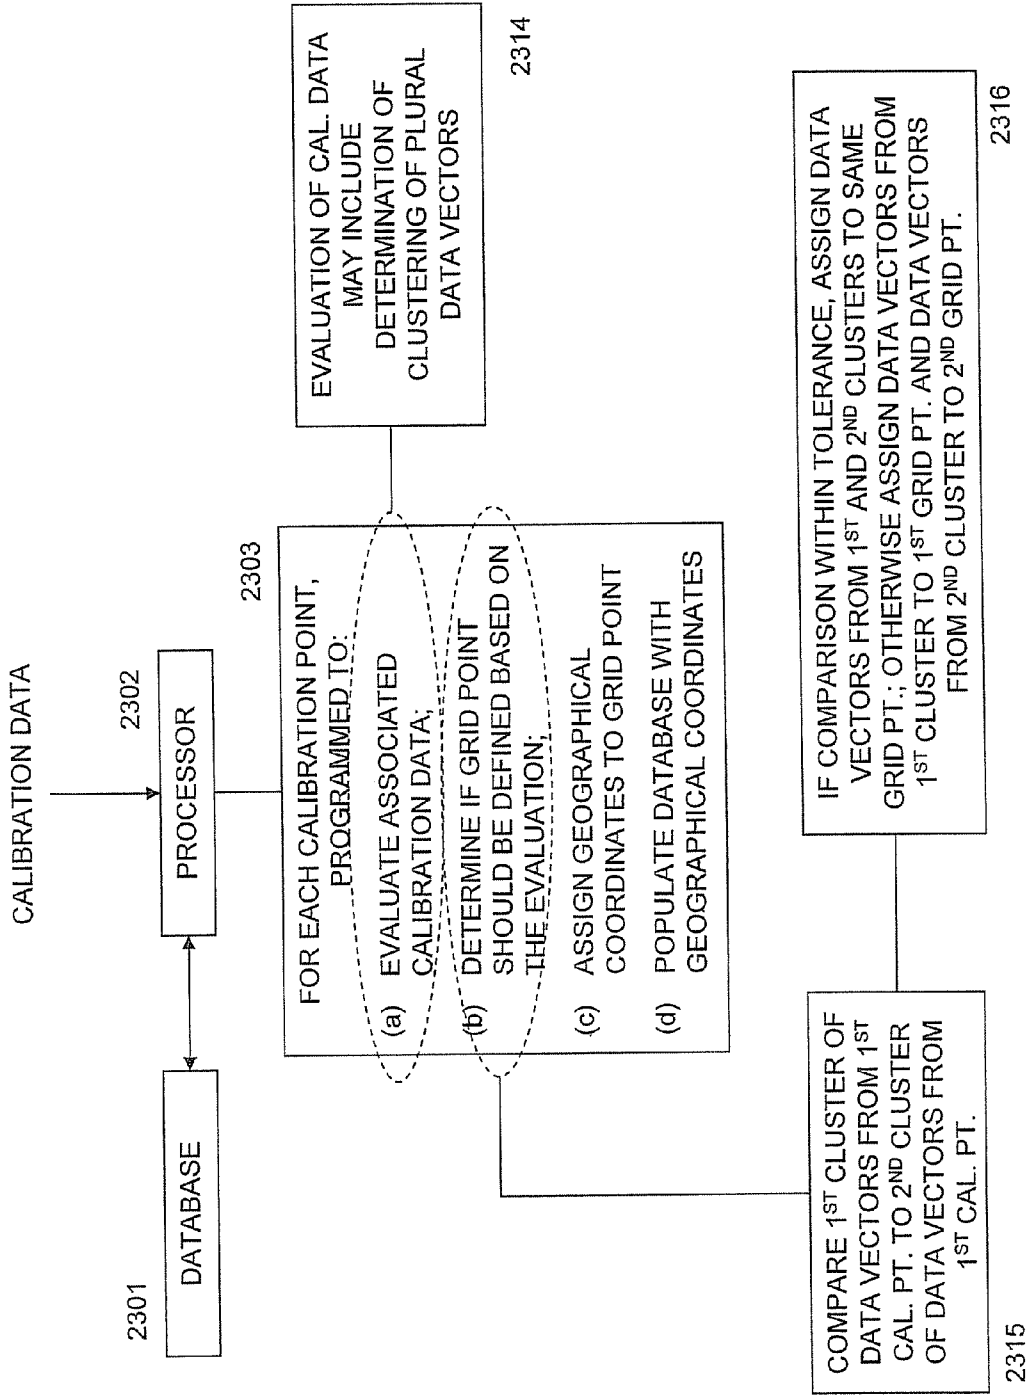 CALIBRATION DATA
2301
DATABASE
2302
PROCESSOR
2303
FOR EACH CALIBRATION POINT,
PROGRAMMED TO:
(a) EVALUATE ASSOCIATED
CALIBRATION DATA;
(b) DETERMINE IF GRID POINT
SHOULD BE DEFINED BASED ON
THE EVALUATION;
(c) ASSIGN GEOGRAPHICAL
COORDINATES TO GRID POINT
(d) POPULATE DATABASE WITH
GEOGRAPHICAL COORDINATES
EVALUATION OF CAL. DATA
MAY INCLUDE
DETERMINATION OF
CLUSTERING OF PLURAL
DATA VECTORS
2314
COMPARE 1ST CLUSTER OF
DATA VECTORS FROM 1ST
CAL. PT. TO 2ND CLUSTER
OF DATA VECTORS FROM
1ST CAL. PT.
2315
IF COMPARISON WITHIN TOLERANCE, ASSIGN DATA
VECTORS FROM 1ST AND 2ND CLUSTERS TO SAME
GRID PT.; OTHERWISE ASSIGN DATA VECTORS FROM
1ST CLUSTER TO 1ST GRID PT. AND DATA VECTORS
FROM 2ND CLUSTER TO 2ND GRID PT.
2316